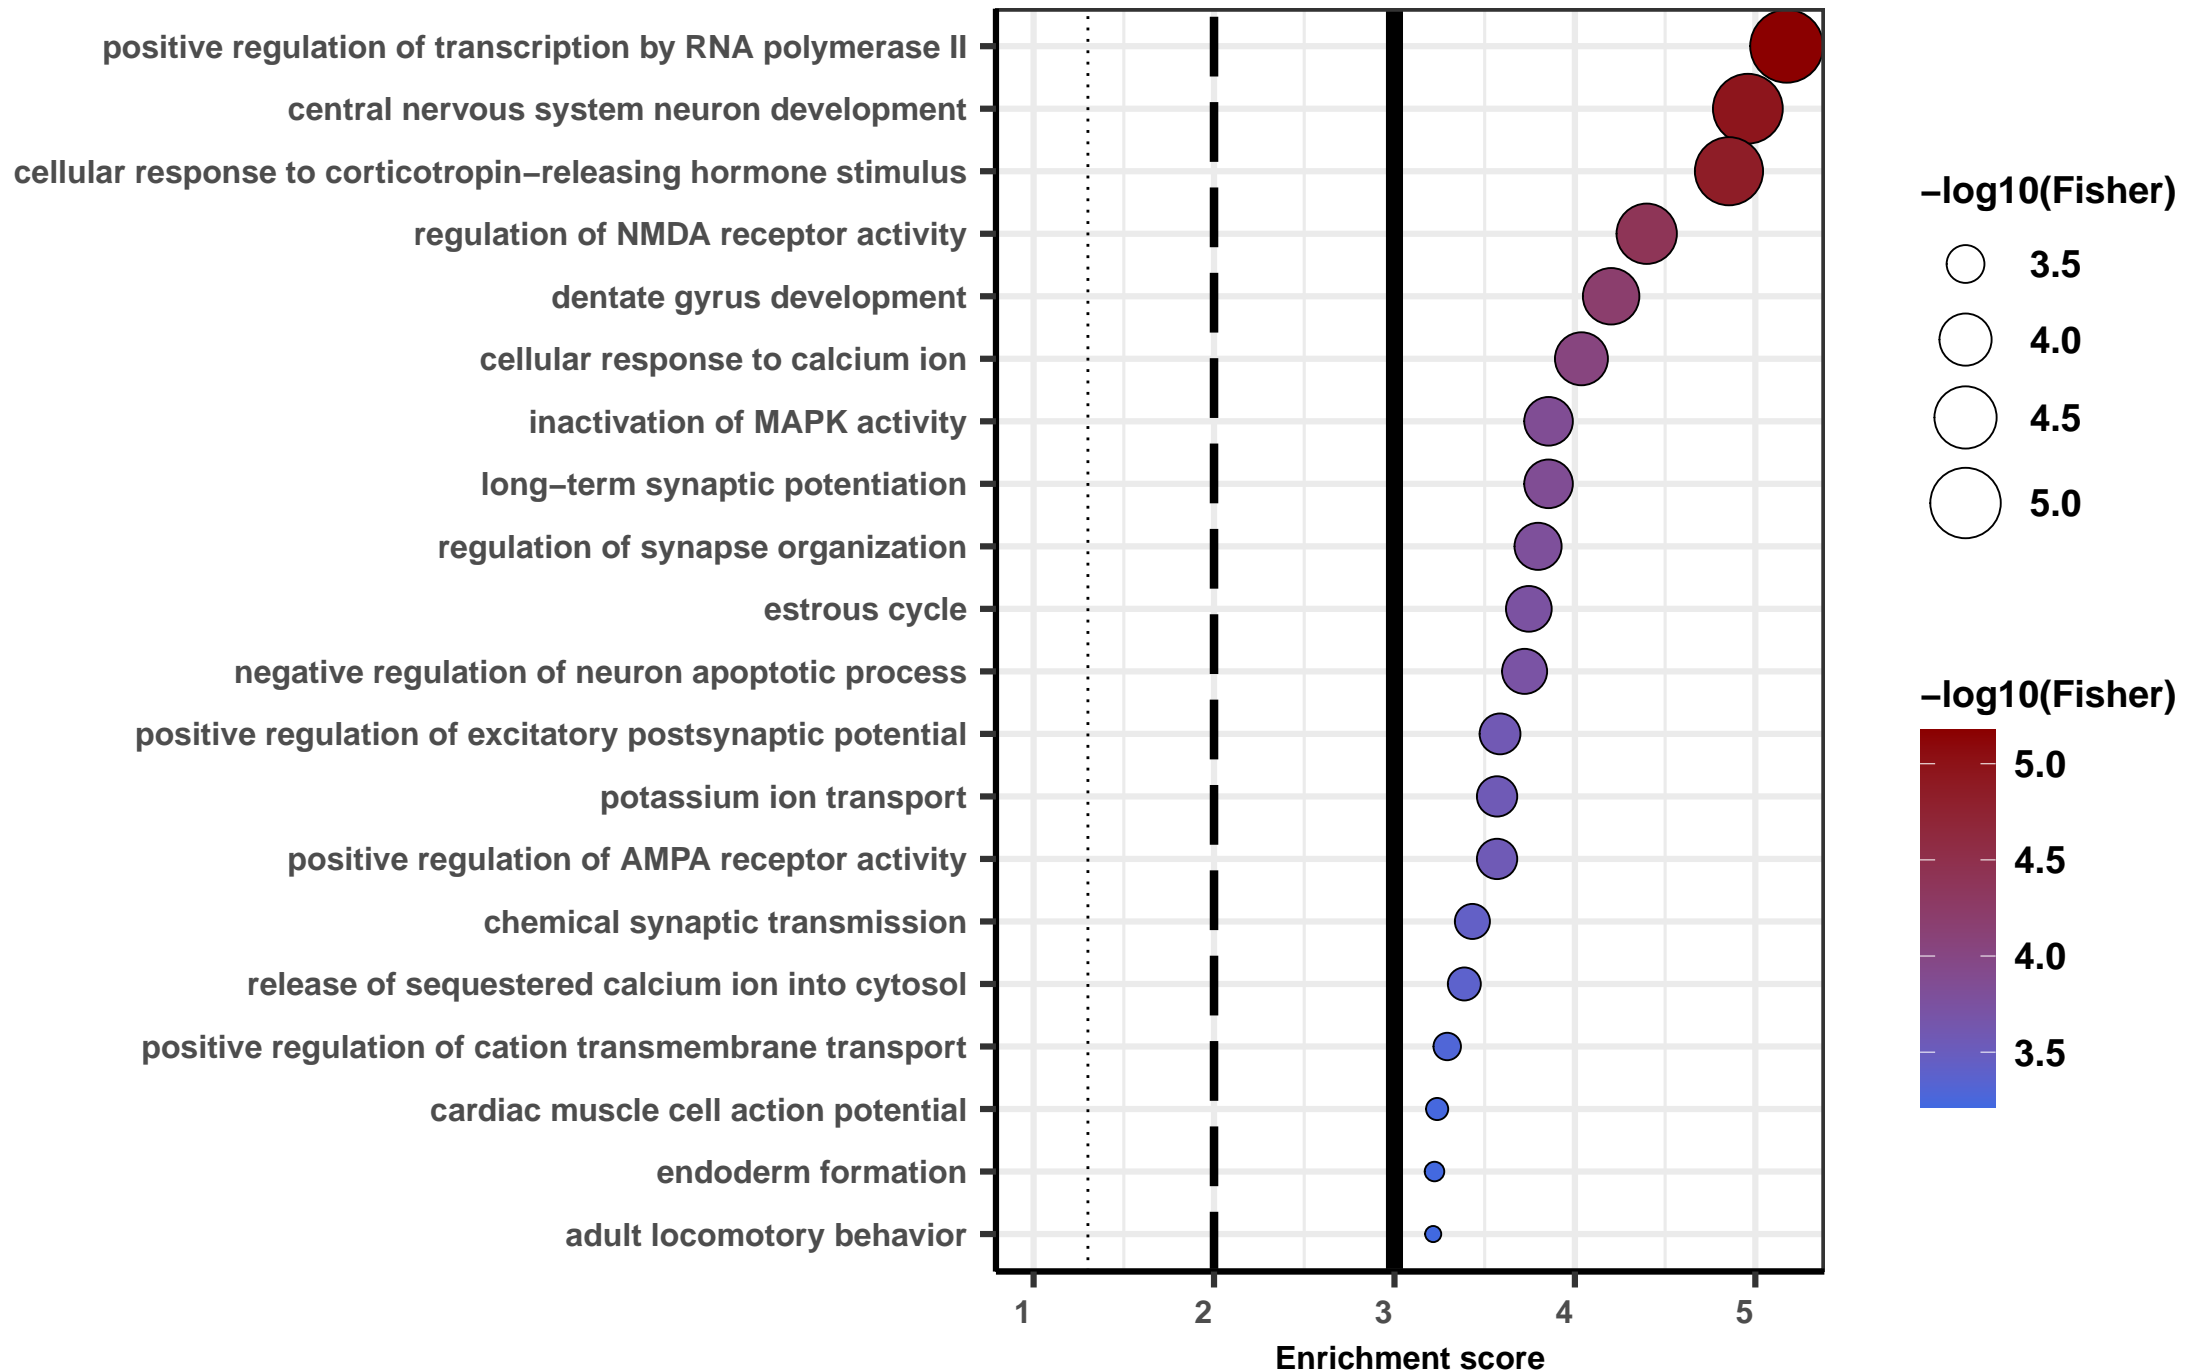 positive regulation of transcription by RNA polymerase II
central nervous system neuron development
cellular response to corticotropin−releasing hormone stimulus
regulation of NMDA receptor activity
dentate gyrus development
cellular response to calcium ion
inactivation of MAPK activity
long−term synaptic potentiation
regulation of synapse organization
estrous cycle
negative regulation of neuron apoptotic process
positive regulation of excitatory postsynaptic potential
potassium ion transport
positive regulation of AMPA receptor activity
chemical synaptic transmission
release of sequestered calcium ion into cytosol
positive regulation of cation transmembrane transport
cardiac muscle cell action potential
endoderm formation
adult locomotory behavior
1 2 3 4 5
Enrichment score
−log10(Fisher)
3.5
4.0
4.5
5.0
−log10(Fisher)
5.0
4.5
4.0
3.5